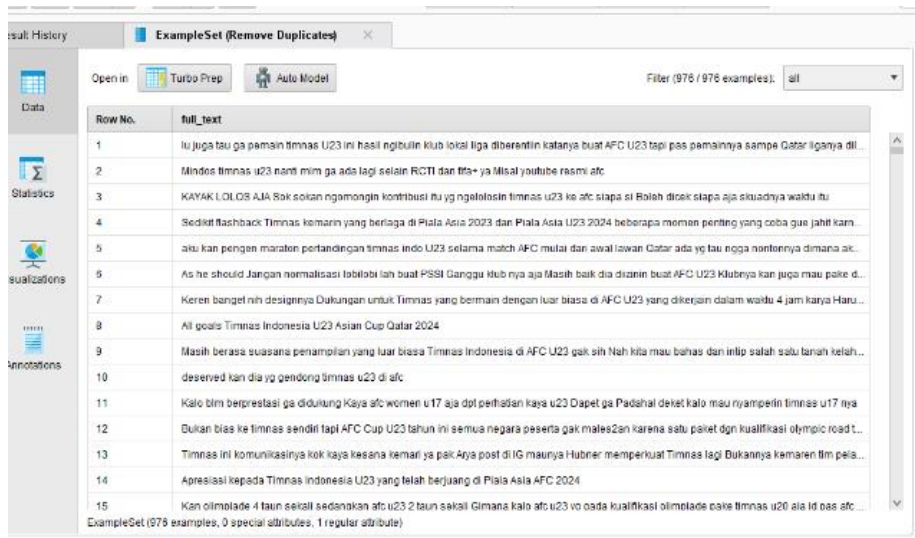 esult History
ExampleSet (Remove Duplicates)
Open in
Turbo Prep
Auto Model
Filter (976 / 976 examples):
all
Data
Statistics
sualizations
Annotations
Row No.
full_text
1
lu juga tau ga pemain timnas U23 ini hasil ngibulin klub lokal liga diberentiin katanya buat AFC U23 tapi pas pemainnya sampe Qatar liganya dil...
2
Mindos timnas u23 nanti mlm ga ada lagi selain RCTI dan fifa+ ya Misal youtube resmi afc
3
KAYAK LOLOS AJA Sok sokan ngomongin kontribusi itu yg ngelolosin timnas u23 ke afc siapa si Boleh dicek siapa aja skuadnya waktu itu
4
Sedikit flashback Timnas kemarin yang berlaga di Piala Asia 2023 dan Piala Asia U23 2024 beberapa momen penting yang coba gue jahit karn...
5
aku kan pengen maraton pertandingan timnas indo U23 selama match AFC mulai dari awal lawan Qatar ada yg tau ngga nontonnya dimana ak...
6
As he should Jangan normalisasi lobilobi lah buat PSSI Ganggu klub nya aja Masih baik dia diizinin buat AFC U23 Klubnya kan juga mau pake d...
7
Keren banget nih designnya Dukungan untuk Timnas yang bermain dengan luar biasa di AFC U23 yang dikerjain dalam waktu 4 jam karya Haru...
8
All goals Timnas Indonesia U23 Asian Cup Qatar 2024
9
Masih berasa suasana penampilan yang luar biasa Timnas Indonesia di AFC U23 gak sih Nah kita mau bahas dan intip salah satu tanah kelah...
10
deserved kan dia yg gendong timnas u23 di afc
11
Kalo blm berprestasi ga didukung Kaya afc women u17 aja dpt perhatian kaya u23 Dapet ga Padahal deket kalo mau nyamperin timnas u17 nya
12
Bukan bias ke timnas sendiri tapi AFC Cup U23 tahun ini semua negara peserta gak males2an karena satu paket dgn kualifikasi olympic road t...
13
Timnas ini komunikasinya kok kaya kesana kemari ya pak Arya post di IG maunya Hubner memperkuat Timnas lagi Bukannya kemaren tim pela...
14
Apresiasi kepada Timnas Indonesia U23 yang telah berjuang di Piala Asia AFC 2024
15
Kan olimpiade 4 taun sekali sedangkan afc u23 2 taun sekali Gimana kalo afc u23 yg gada kualifikasi olimpiade pake timnas u20 aja jd pas afc ...
ExampleSet (976 examples, 0 special attributes, 1 regular attribute)